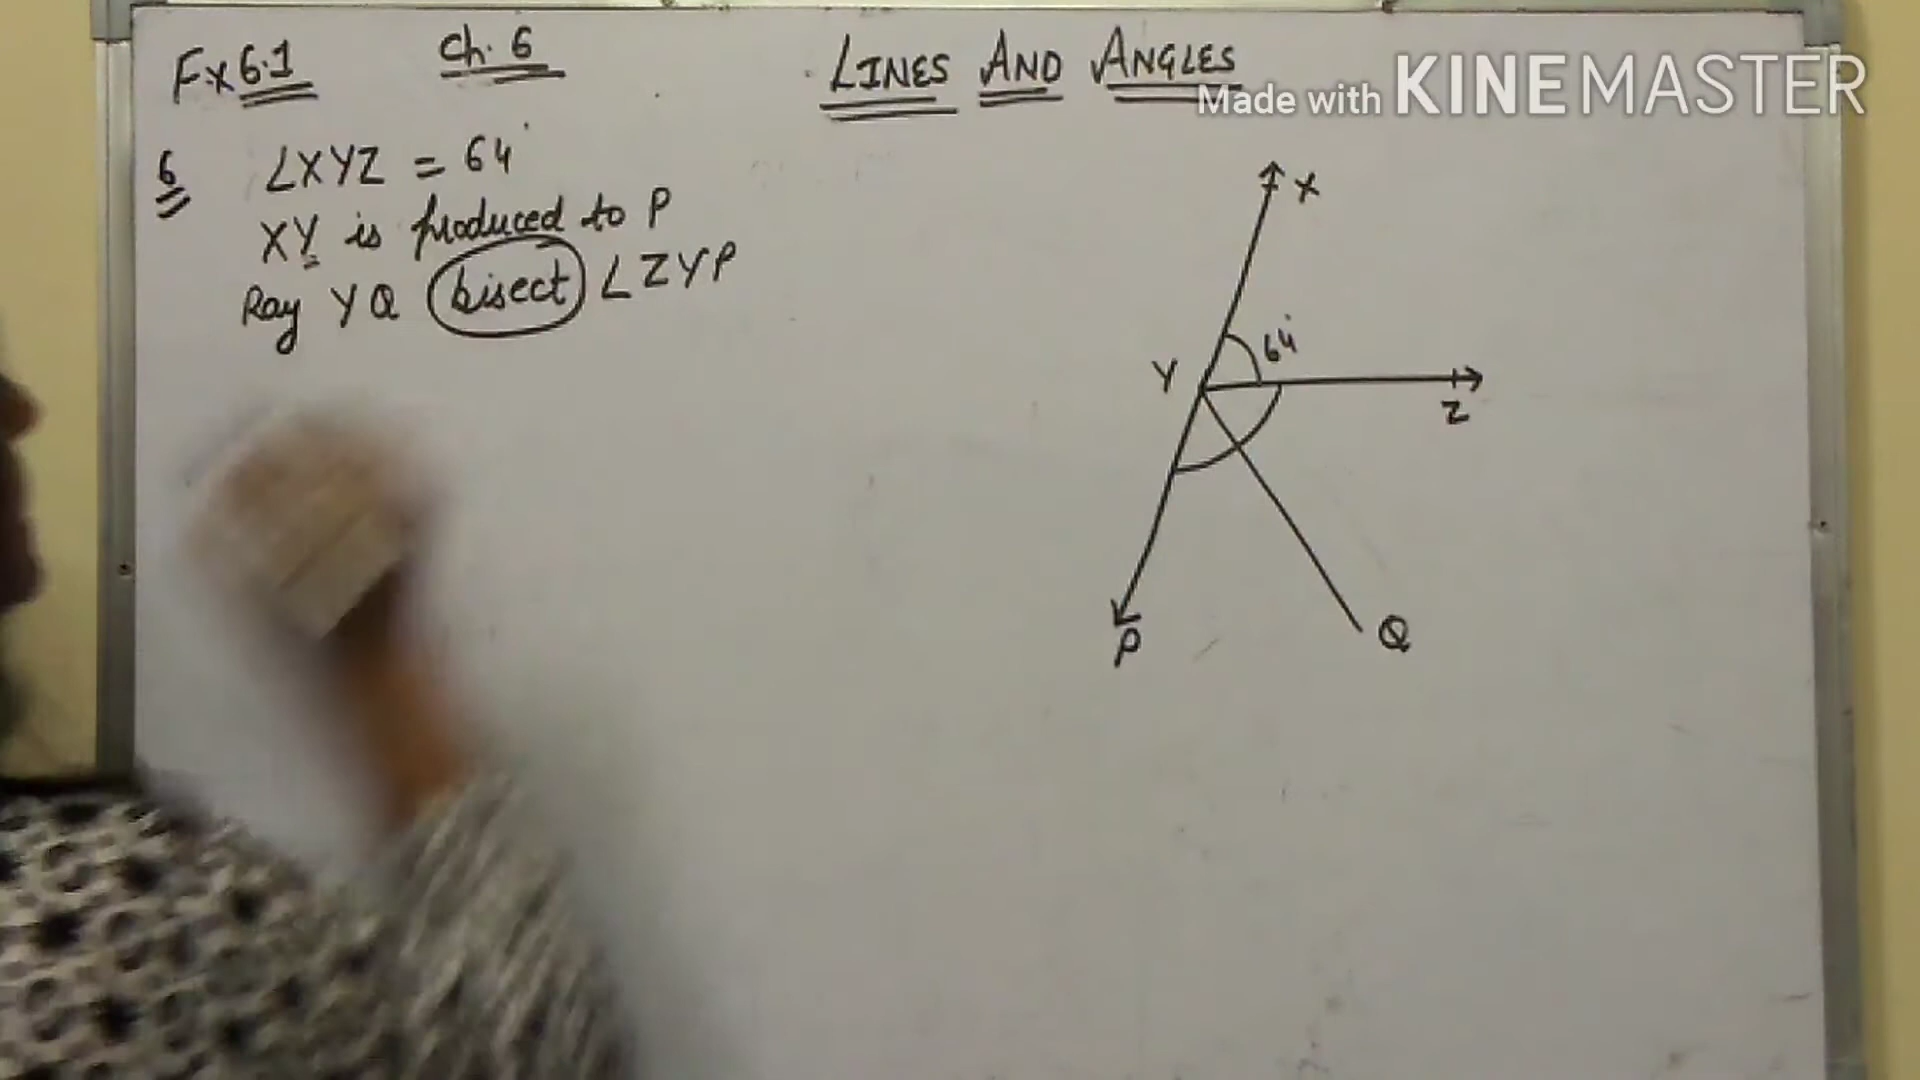 Ex 6.1 Ch. 6 LINES AND ANGLES
Made with KINEMASTER
6 ∠XYZ = 64°
XY is produced to P
Ray YQ bisect ∠ZYP
X
64°
Y
Z
P
Q